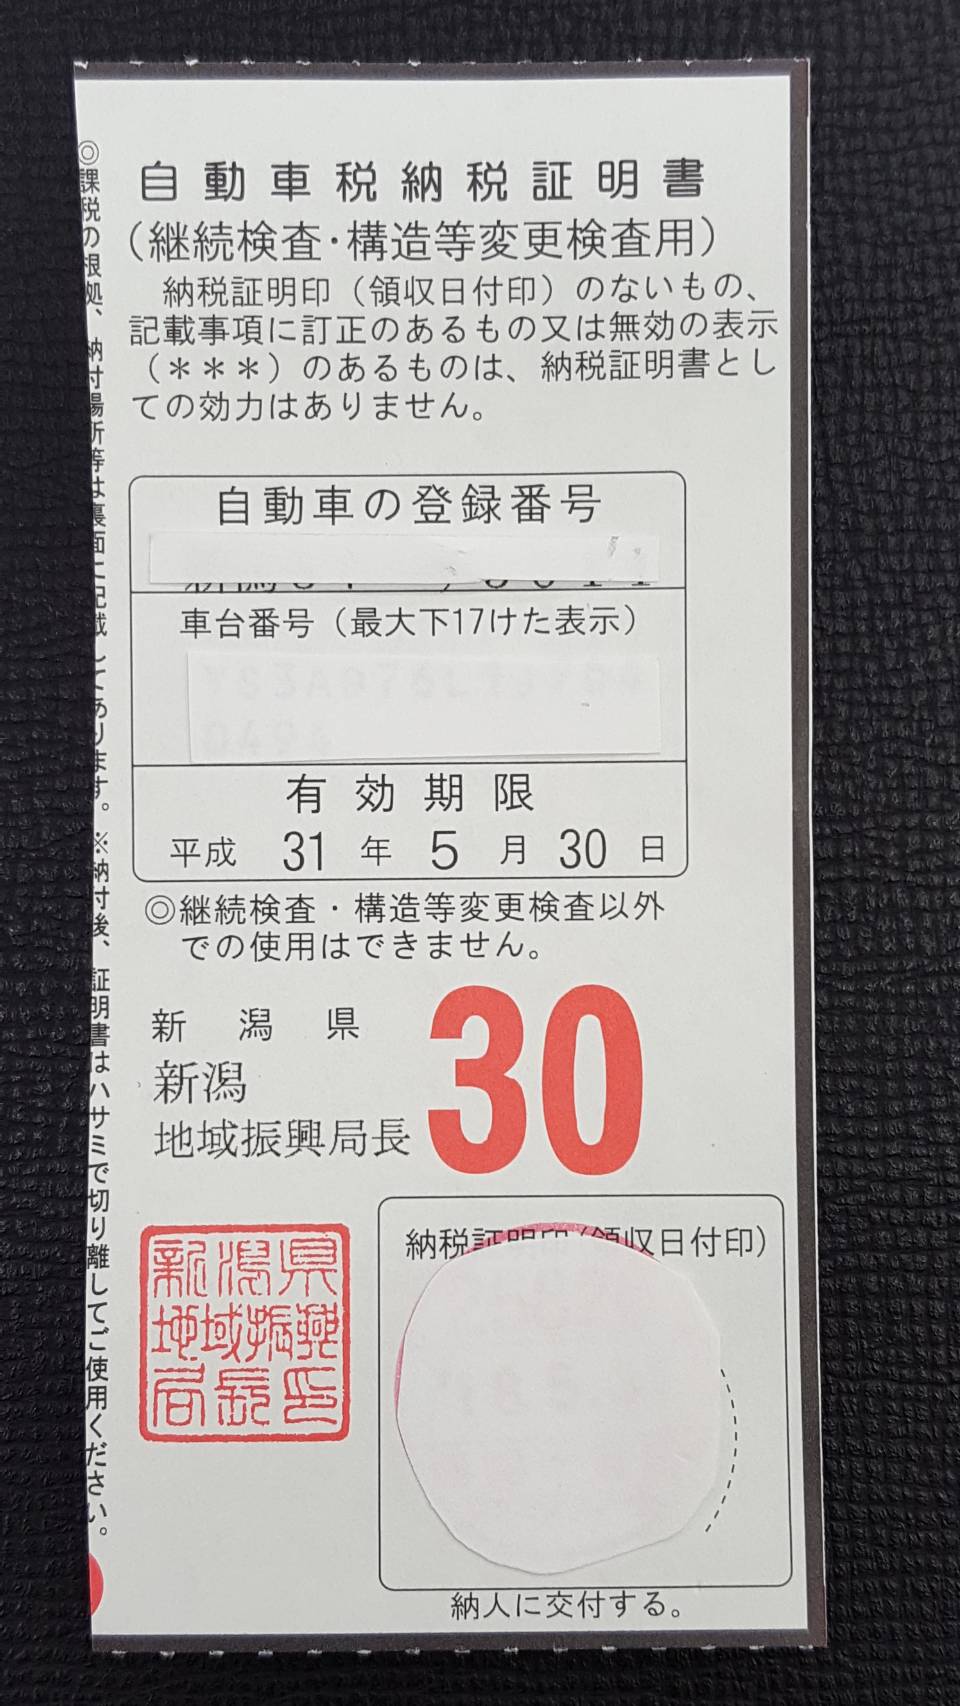 自動車税納税証明書
（継続検査・構造等変更検査用）
納税証明印（領収日付印）のないもの、
記載事項に訂正のあるもの又は無効の表示
（＊＊＊）のあるものは、納税証明書とし
ての効力はありません。
自動車の登録番号
車台番号（最大下17けた表示）
有効期限
平成 31 年 5 月 30 日
◎継続検査・構造等変更検査以外
での使用はできません。
新潟県
新潟
地域振興局長
30
新潟県
地域振興
局長印
納税証明印（領収日付印）
納人に交付する。
◎課税の根拠、納付場所等は裏面に記載してあります。※納付後、証明書はハサミで切り離してご使用ください。